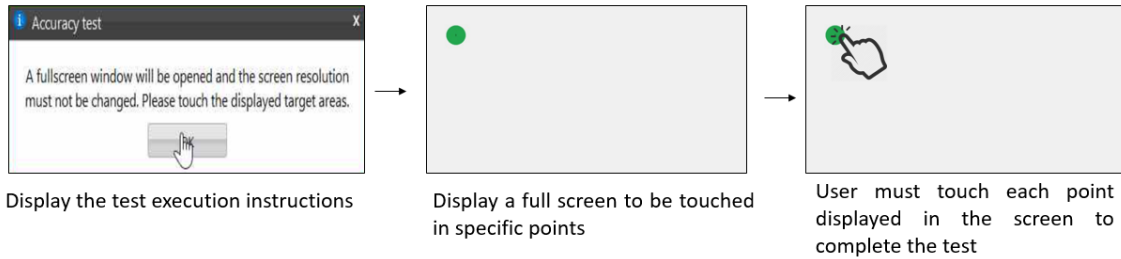 Accuracy test
X
A fullscreen window will be opened and the screen resolution
must not be changed. Please touch the displayed target areas.
Display the test execution instructions
Display a full screen to be touched
in specific points
User must touch each point
displayed in the screen to
complete the test